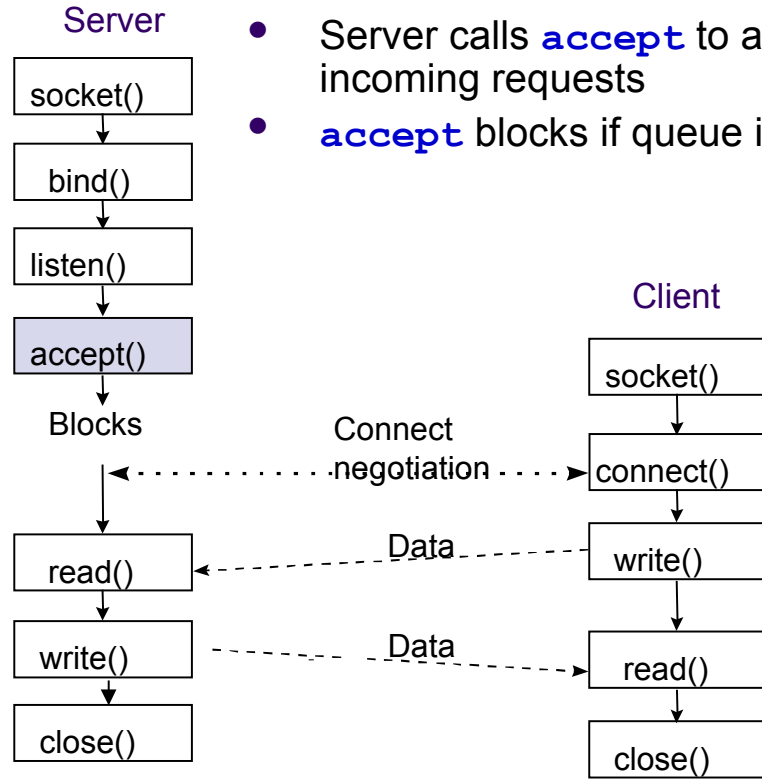 Server
• Server calls accept to a
incoming requests
• accept blocks if queue i
socket()
bind()
listen()
accept()
Blocks
Client
socket()
Connect
negotiation
connect()
Data
read()
write()
Data
write()
read()
close()
close()